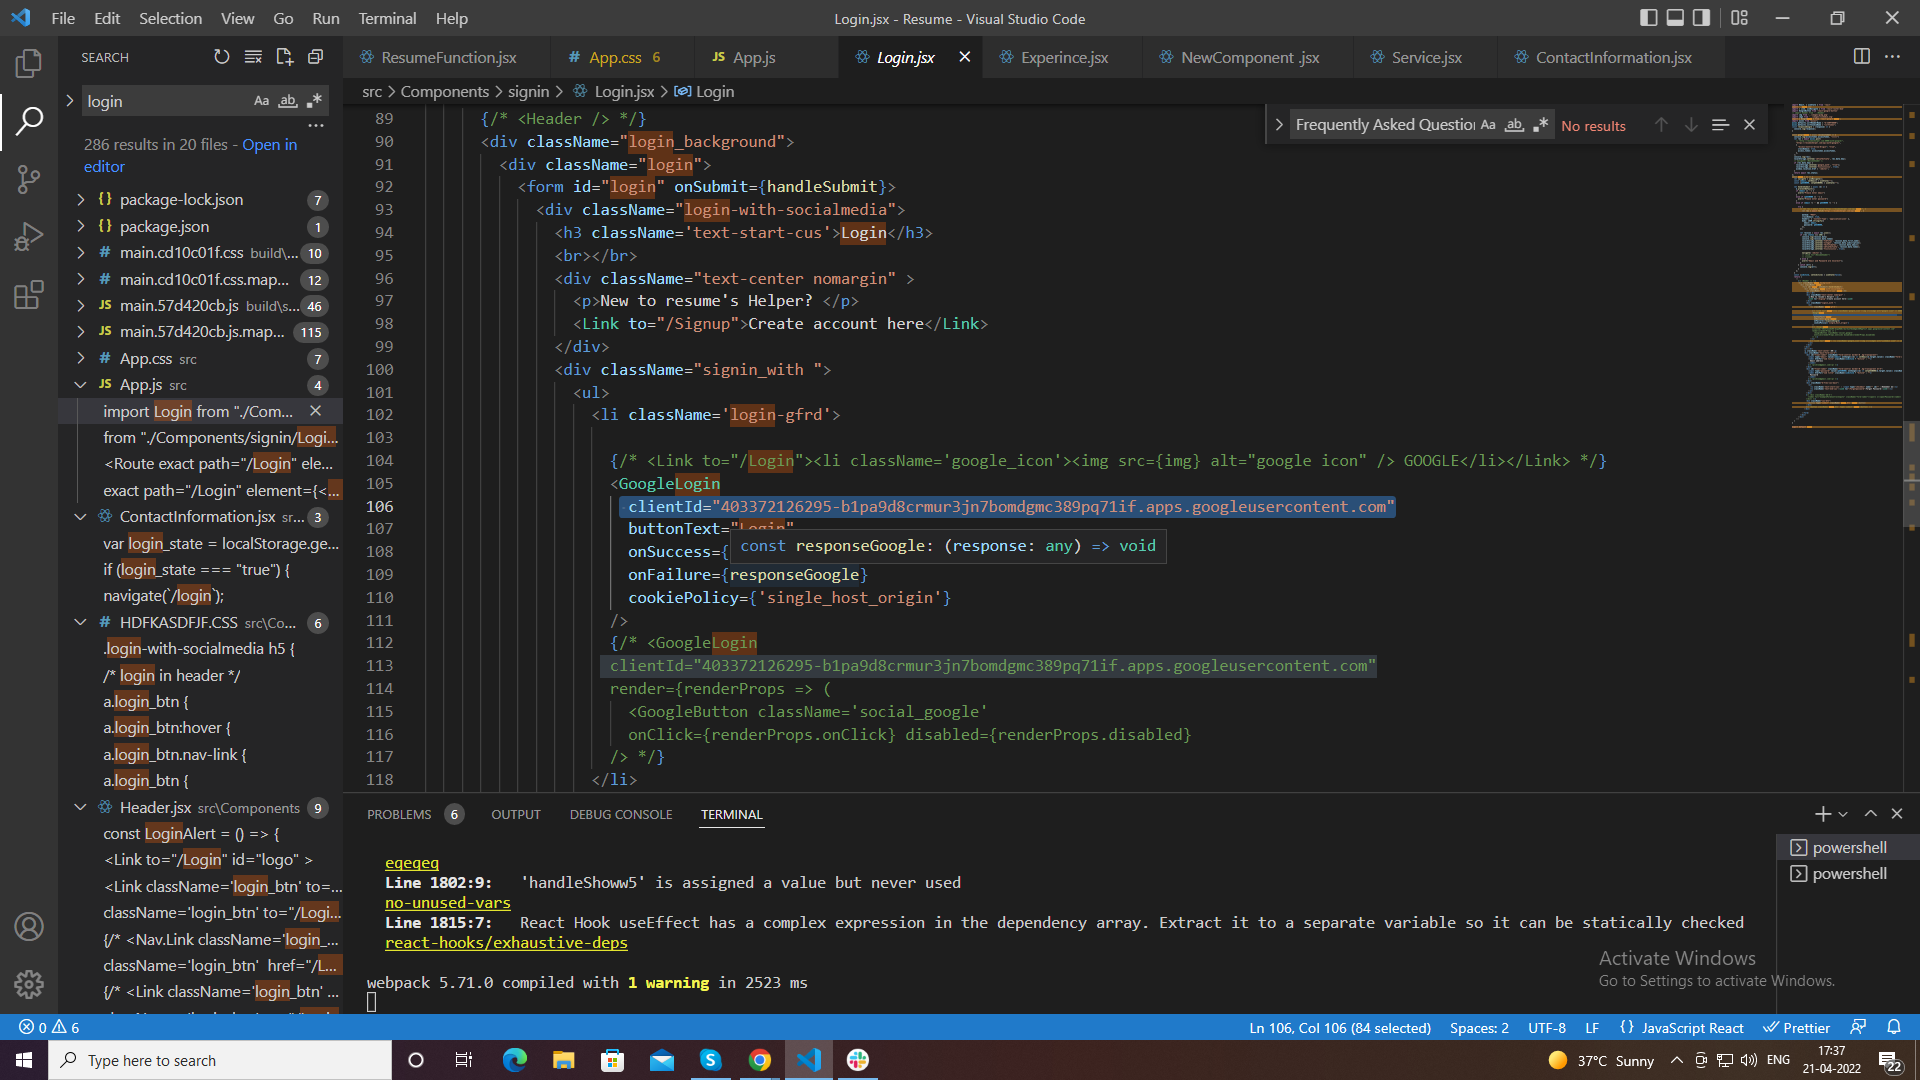 File Edit Selection View Go Run Terminal Help
Login.jsx - Resume - Visual Studio Code
SEARCH
login
Aa ab
286 results in 20 files - Open in
editor
{} package-lock.json 7
{} package.json 1
# main.cd10c01f.css build\... 10
# main.cd10c01f.css.map... 12
JS main.57d420cb.js build\s... 46
JS main.57d420cb.js.map... 115
# App.css src 7
JS App.js src 4
import Login from "./Com...
from "./Components/signin/Logi...
<Route exact path="/Login" ele...
exact path="/Login" element={<...
ContactInformation.jsx sr... 3
var login_state = localStorage.ge...
if (login_state === "true") {
navigate(`/login`);
# HDFKASDFJF.CSS src\Co... 6
.login-with-socialmedia h5 {
/* login in header */
a.login_btn {
a.login_btn:hover {
a.login_btn.nav-link {
a.login_btn {
Header.jsx src\Components 9
const LoginAlert = () => {
<Link to="/Login" id="logo" >
<Link className='login_btn' to=...
className='login_btn' to="/Logi...
{/* <Nav.Link className='login_...
className='login_btn' href="/L...
{/* <Link className='login_btn' ...
ResumeFunction.jsx
# App.css 6
JS App.js
Login.jsx
Experince.jsx
NewComponent .jsx
Service.jsx
ContactInformation.jsx
src > Components > signin > Login.jsx > Login
Frequently Asked Question Aa ab No results
89 {/* <Header /> */}
90 <div className="login_background">
91 <div className="login">
92 <form id="login" onSubmit={handleSubmit}>
93 <div className="login-with-socialmedia">
94 <h3 className='text-start-cus'>Login</h3>
95 <br></br>
96 <div className="text-center nomargin" >
97 <p>New to resume's Helper? </p>
98 <Link to="/Signup">Create account here</Link>
99 </div>
100 <div className="signin_with ">
101 <ul>
102 <li className='login-gfrd'>
103
104 {/* <Link to="/Login"><li className='google_icon'><img src={img} alt="google icon" /> GOOGLE</li></Link> */}
105 <GoogleLogin
106 clientId="403372126295-b1pa9d8crmur3jn7bomdgmc389pq71if.apps.googleusercontent.com"
107 buttonText="Login"
108 onSuccess={
const responseGoogle: (response: any) => void
109 onFailure={responseGoogle}
110 cookiePolicy={'single_host_origin'}
111 />
112 {/* <GoogleLogin
113 clientId="403372126295-b1pa9d8crmur3jn7bomdgmc389pq71if.apps.googleusercontent.com"
114 render={renderProps => (
115 <GoogleButton className='social_google'
116 onClick={renderProps.onClick} disabled={renderProps.disabled}
117 /> */}
118 </li>
PROBLEMS 6 OUTPUT DEBUG CONSOLE TERMINAL
eqeqeq
Line 1802:9: 'handleShoww5' is assigned a value but never used
no-unused-vars
Line 1815:7: React Hook useEffect has a complex expression in the dependency array. Extract it to a separate variable so it can be statically checked
react-hooks/exhaustive-deps
webpack 5.71.0 compiled with 1 warning in 2523 ms
powershell
powershell
Activate Windows
Go to Settings to activate Windows.
0 6
Ln 106, Col 106 (84 selected) Spaces: 2 UTF-8 LF {} JavaScript React Prettier
Type here to search
37°C Sunny
ENG
17:37
21-04-2022
22